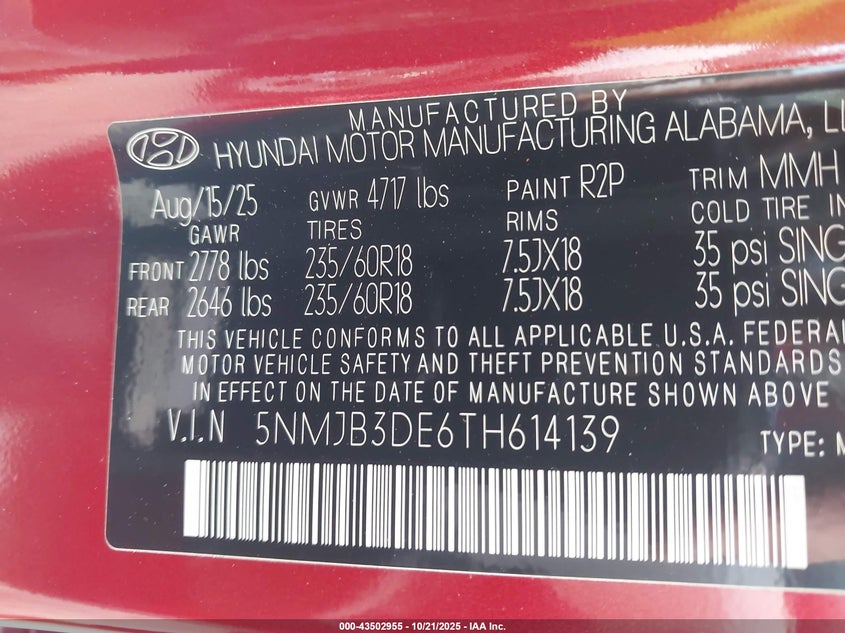 MANUFACTURED BY
HYUNDAI MOTOR MANUFACTURING ALABAMA,
Aug/15/25 GVWR 4717 lbs PAINT R2P TRIM MMH
GAWR TIRES RIMS COLD TIRE
FRONT 2778 lbs 235/60R18 7.5JX18 35 psi
REAR 2646 lbs 235/60R18 7.5JX18 35 psi
THIS VEHICLE CONFORMS TO ALL APPLICABLE U.S.A. FEDERAL
MOTOR VEHICLE SAFETY AND THEFT PREVENTION STANDARDS
IN EFFECT ON THE DATE OF MANUFACTURE SHOWN ABOVE
V.I.N 5NMJB3DE6TH614139
TYPE:
000-43502955 - 10/21/2025 - IAA Inc.